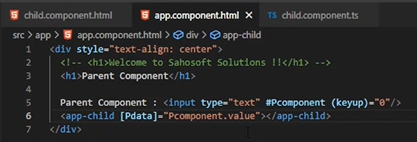 child.component.html app.component.html × TS child.component.ts
src > app > app.component.html > div > app-child
1 <div style="text-align: center">
2 <!-- <h1>Welcome to Sahosoft Solutions !!</h1> -->
3 <h1>Parent Component</h1>
4
5 Parent Component : <input type="text" #Pcomponent (keyup)="0"/>
6 <app-child [Pdata]="Pcomponent.value"></app-child>
7 </div>